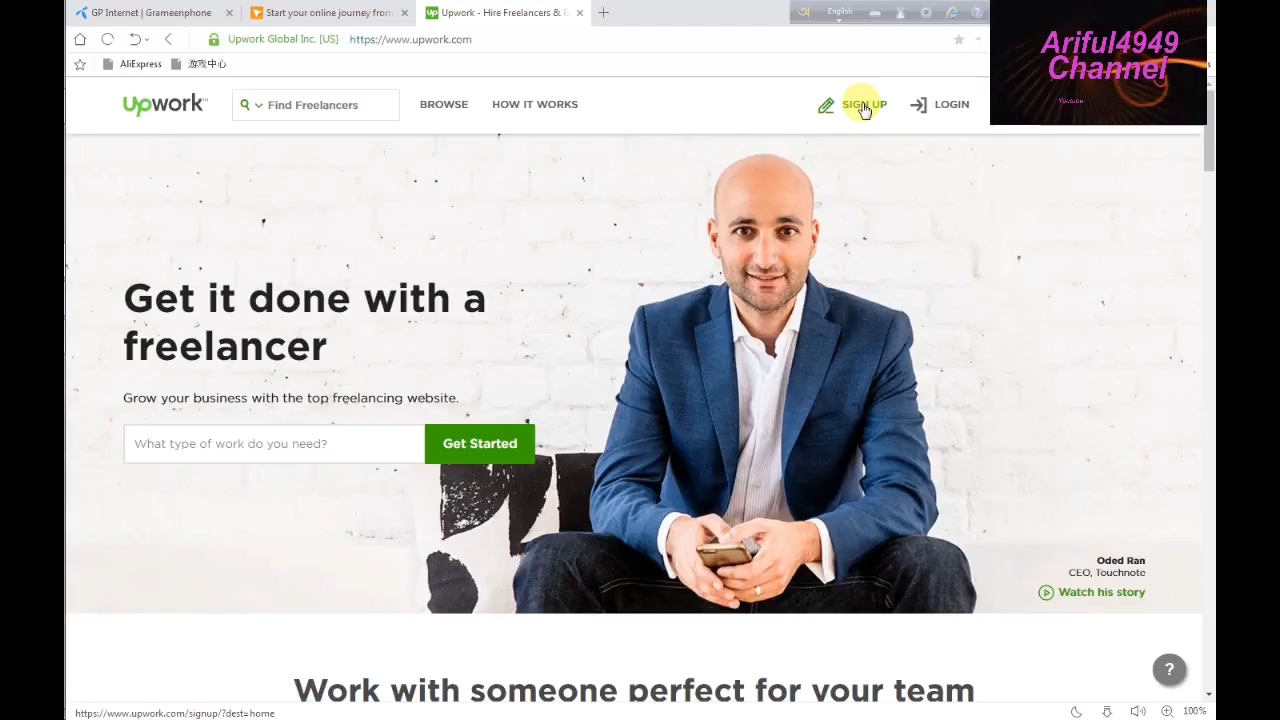 GP Internet | Grameenphone
Start your online journey from
Upwork - Hire Freelancers & G
English
Upwork Global Inc. [US] https://www.upwork.com
AliExpress 游戏中心
Ariful4949
Channel
Youtube
upwork™ Find Freelancers BROWSE HOW IT WORKS SIGN UP LOGIN
Get it done with a
freelancer
Grow your business with the top freelancing website.
What type of work do you need? Get Started
Oded Ran
CEO, Touchnote
Watch his story
Work with someone perfect for your team
?
https://www.upwork.com/signup/?dest=home 100%